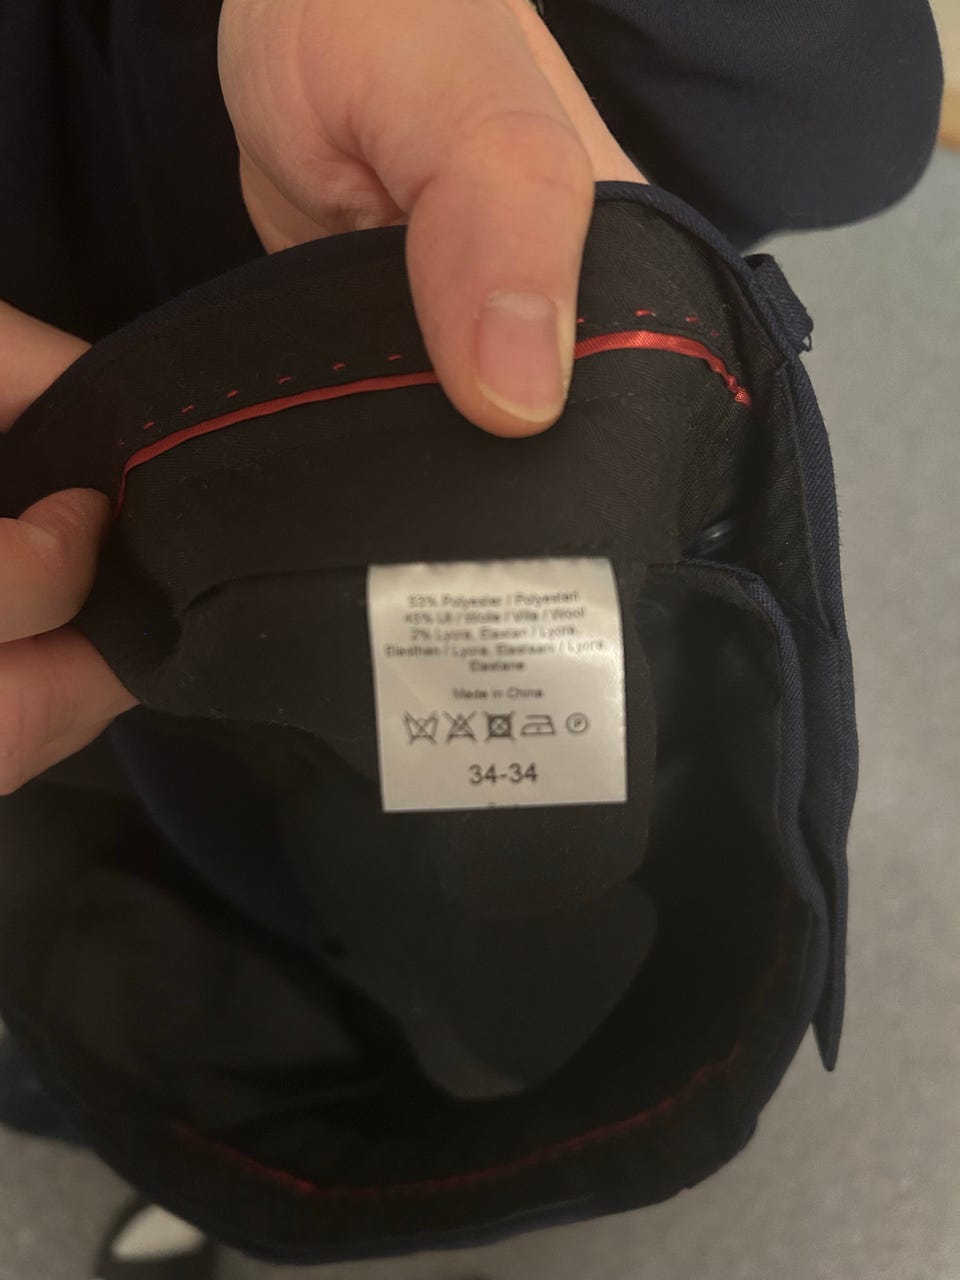 53% Polyester / Polyesteri
45% Ull / Wolle / Villa / Wool
2% Lycra, Elastan / Lycra,
Elasthan / Lycra, Elastaani / Lycra,
Elastane
Made in China
P
34-34